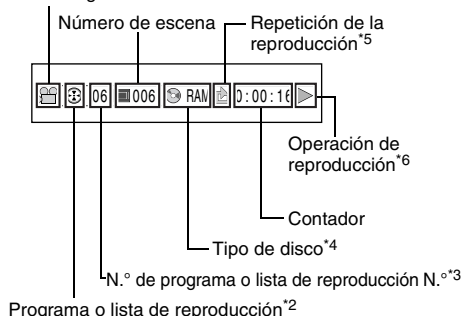 Número de escena
Repetición de la
reproducción*5
06 006 RAM 0:00:16
Operación de
reproducción*6
Contador
Tipo de disco*4
N.° de programa o lista de reproducción N.°*3
Programa o lista de reproducción*2